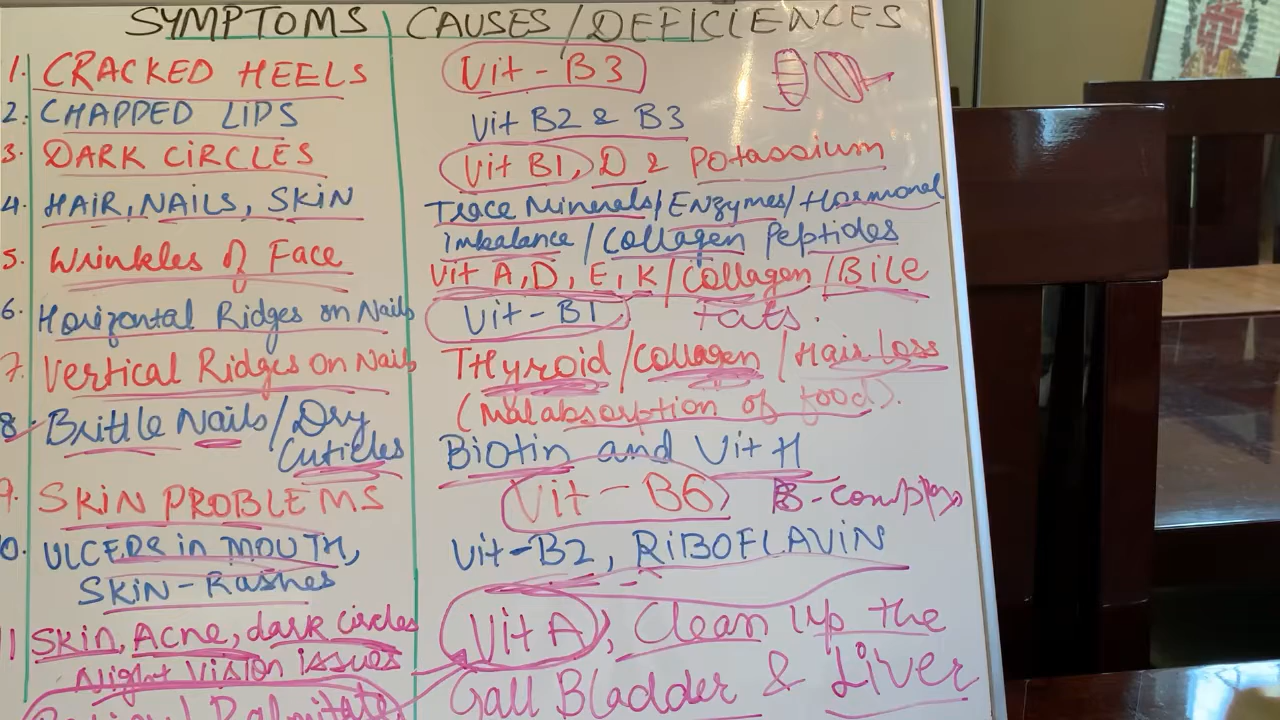 SYMPTOMS CAUSES/DEFICIENCES
1. CRACKED HEELS Vit-B3
2. CHAPPED LIPS Vit B2 & B3
3. DARK CIRCLES Vit B1, D & Potassium
4. HAIR, NAILS, SKIN Trace Minerals/Enzymes/Hormonal
imbalance/Collagen Peptides
5. Wrinkles of Face Vit A, D, E, K/Collagen/Bile
Fats.
6. Horizontal Ridges on Nails Vit-B1
7. Vertical Ridges on Nails THyroid/Collagen/Hair Loss
(Malabsorption of food).
8. Brittle Nails/Dry
Cuticles Biotin and Vit H
9. SKIN PROBLEMS Vit-B6 B-Complex
0. ULCERS in MOUTH, Vit-B2, RIBOFLAVIN
SKIN-Rashes
11 Skin, Acne, dark circles Vit A, Clean up the
Night Vision issues
Gall Bladder & Liver
Palmitate